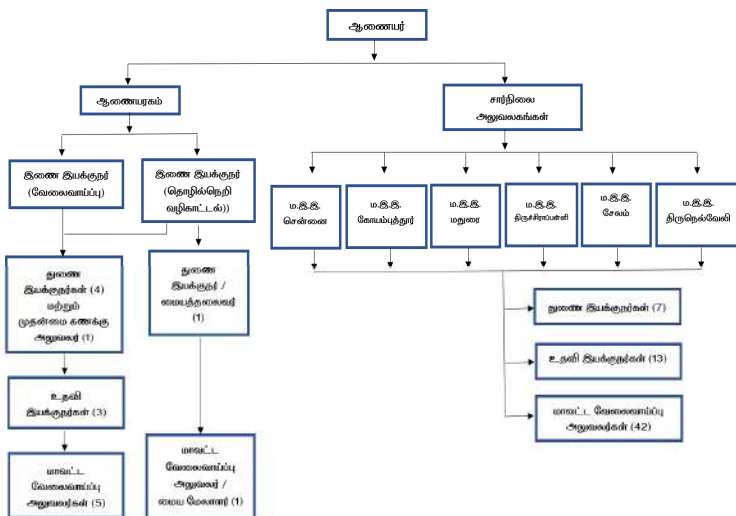 ஆணையர்
ஆணையரகம்
சார்நிலை
அலுவலகங்கள்
இணை இயக்குநர்
(வேலைவாய்ப்பு)
இணை இயக்குநர்
(தொழில்நெறி
வழிகாட்டல்))
ம.இ.இ.
சென்னை
ம.இ.இ.
கோயம்புத்தூர்
ம.இ.இ.
மதுரை
ம.இ.இ.
திருச்சிராப்பள்ளி
ம.இ.இ.
சேலம்
ம.இ.இ.
திருநெல்வேலி
துணை
இயக்குநர்கள் (4)
மற்றும்
முதன்மை கணக்கு
அலுவலர் (1)
துணை
இயக்குநர் /
மையத்தலைவர்
(1)
துணை இயக்குநர்கள் (7)
உதவி இயக்குநர்கள் (13)
மாவட்ட வேலைவாய்ப்பு
அலுவலர்கள் (42)
உதவி
இயக்குநர்கள் (3)
மாவட்ட
வேலைவாய்ப்பு
அலுவலர்கள் (5)
மாவட்ட
வேலைவாய்ப்பு
அலுவலர் /
மைய மேலாளர் (1)